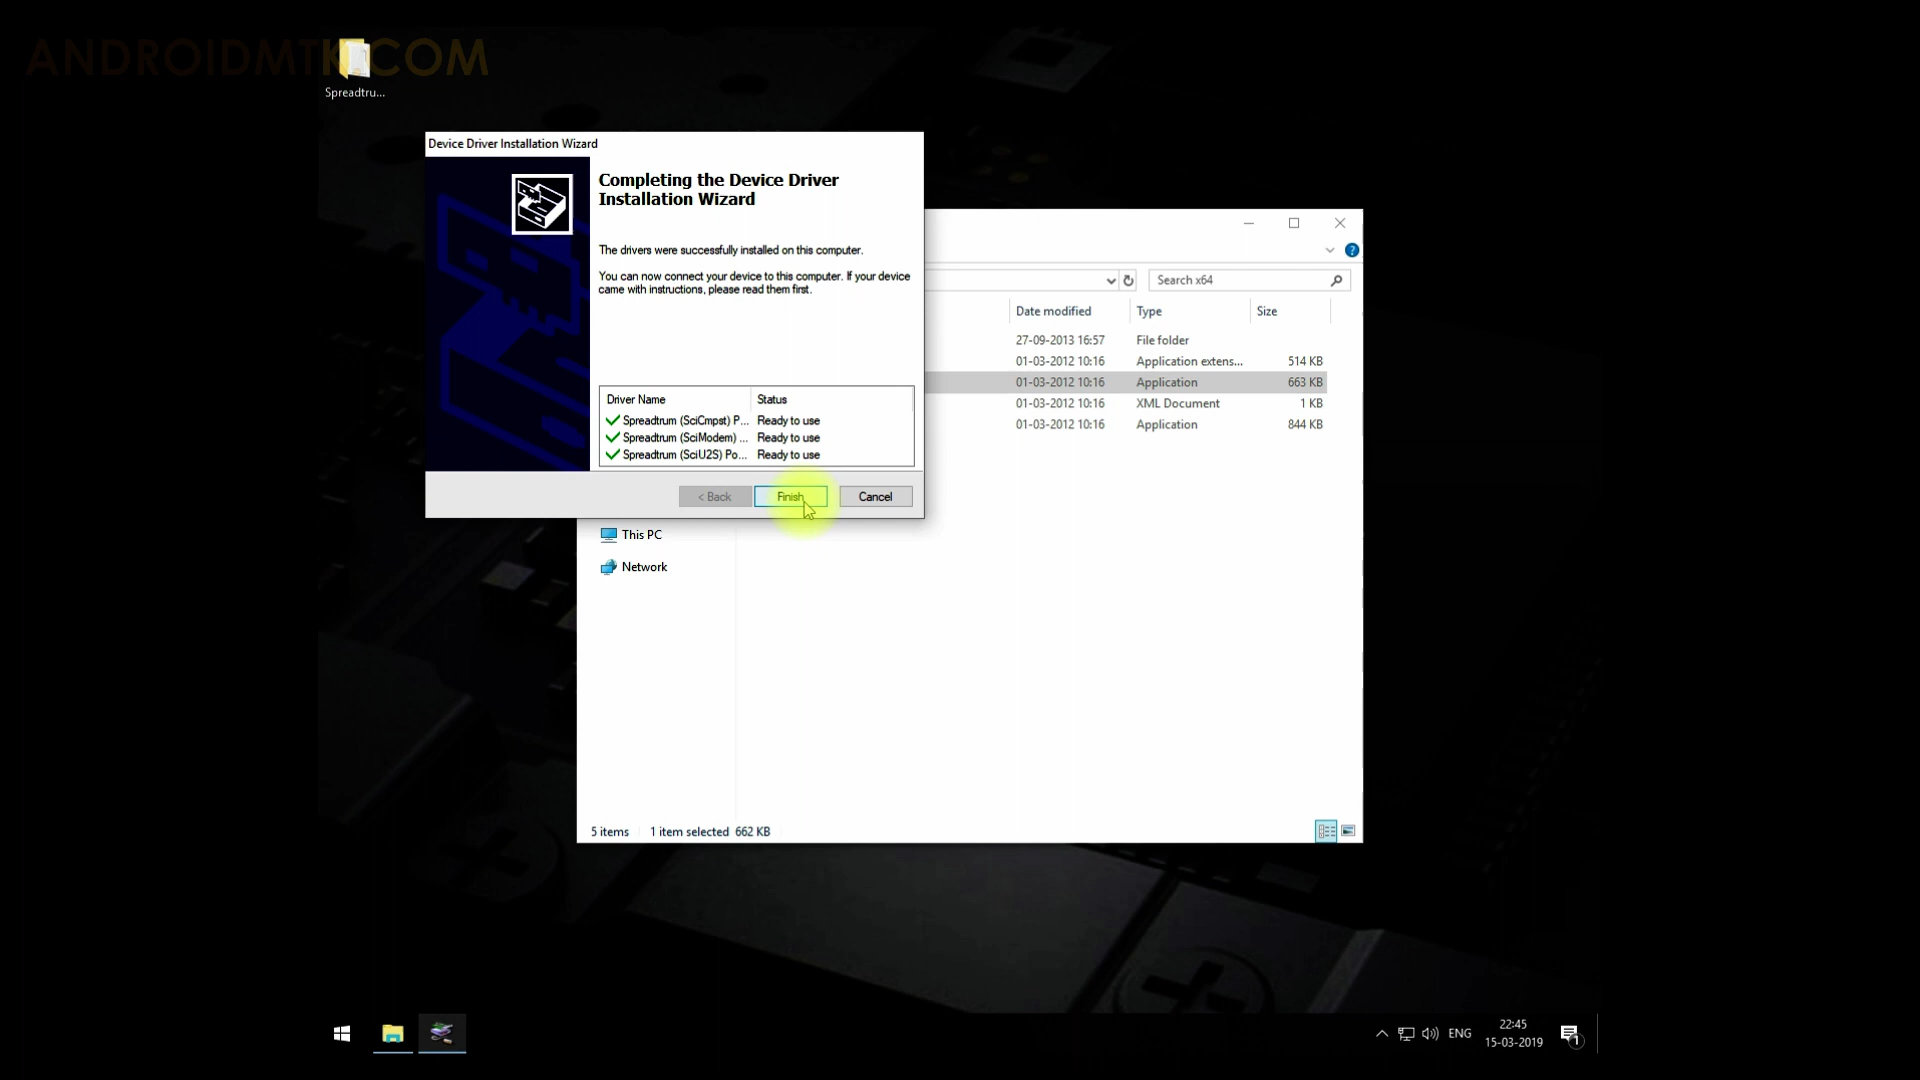 ANDROIDMTK.COM
Spreadtru...
Device Driver Installation Wizard
Completing the Device Driver
Installation Wizard
The drivers were successfully installed on this computer.
You can now connect your device to this computer. If your device
came with instructions, please read them first.
Driver Name Status
Spreadtrum (SciCmpst) P... Ready to use
Spreadtrum (SciModem) ... Ready to use
Spreadtrum (SciU2S) Po... Ready to use
< Back Finish Cancel
?
Search x64
Date modified Type Size
27-09-2013 16:57 File folder
01-03-2012 10:16 Application extens... 514 KB
01-03-2012 10:16 Application 663 KB
01-03-2012 10:16 XML Document 1 KB
01-03-2012 10:16 Application 844 KB
This PC
Network
5 items 1 item selected 662 KB
ENG
22:45
15-03-2019
1